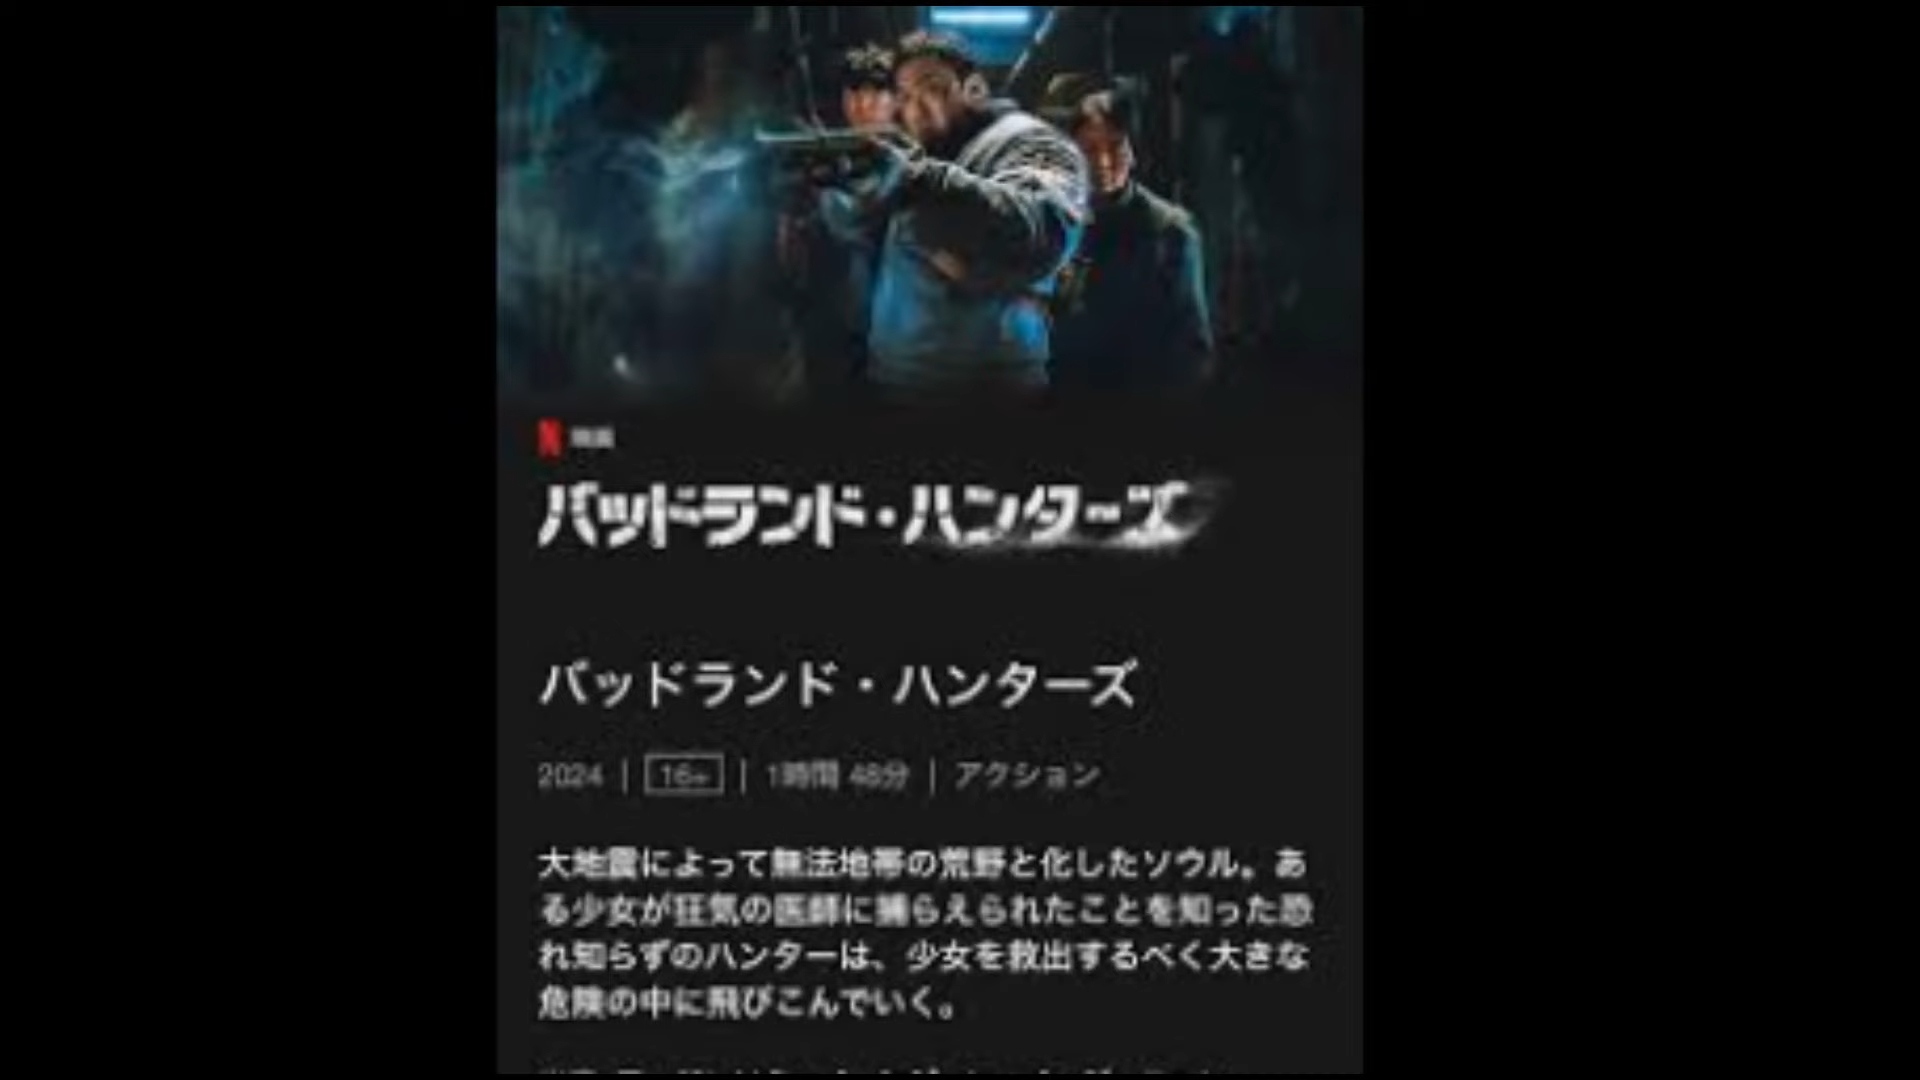 バッドランド・ハンターズ
バッドランド・ハンターズ
2024 | 16+ | 1時間 48分 | アクション
大地震によって無法地帯の荒野と化したソウル。あ
る少女が狂気の医師に捕らえられたことを知った恐
れ知らずのハンターは、少女を救出するべく大きな
危険の中に飛びこんでいく。